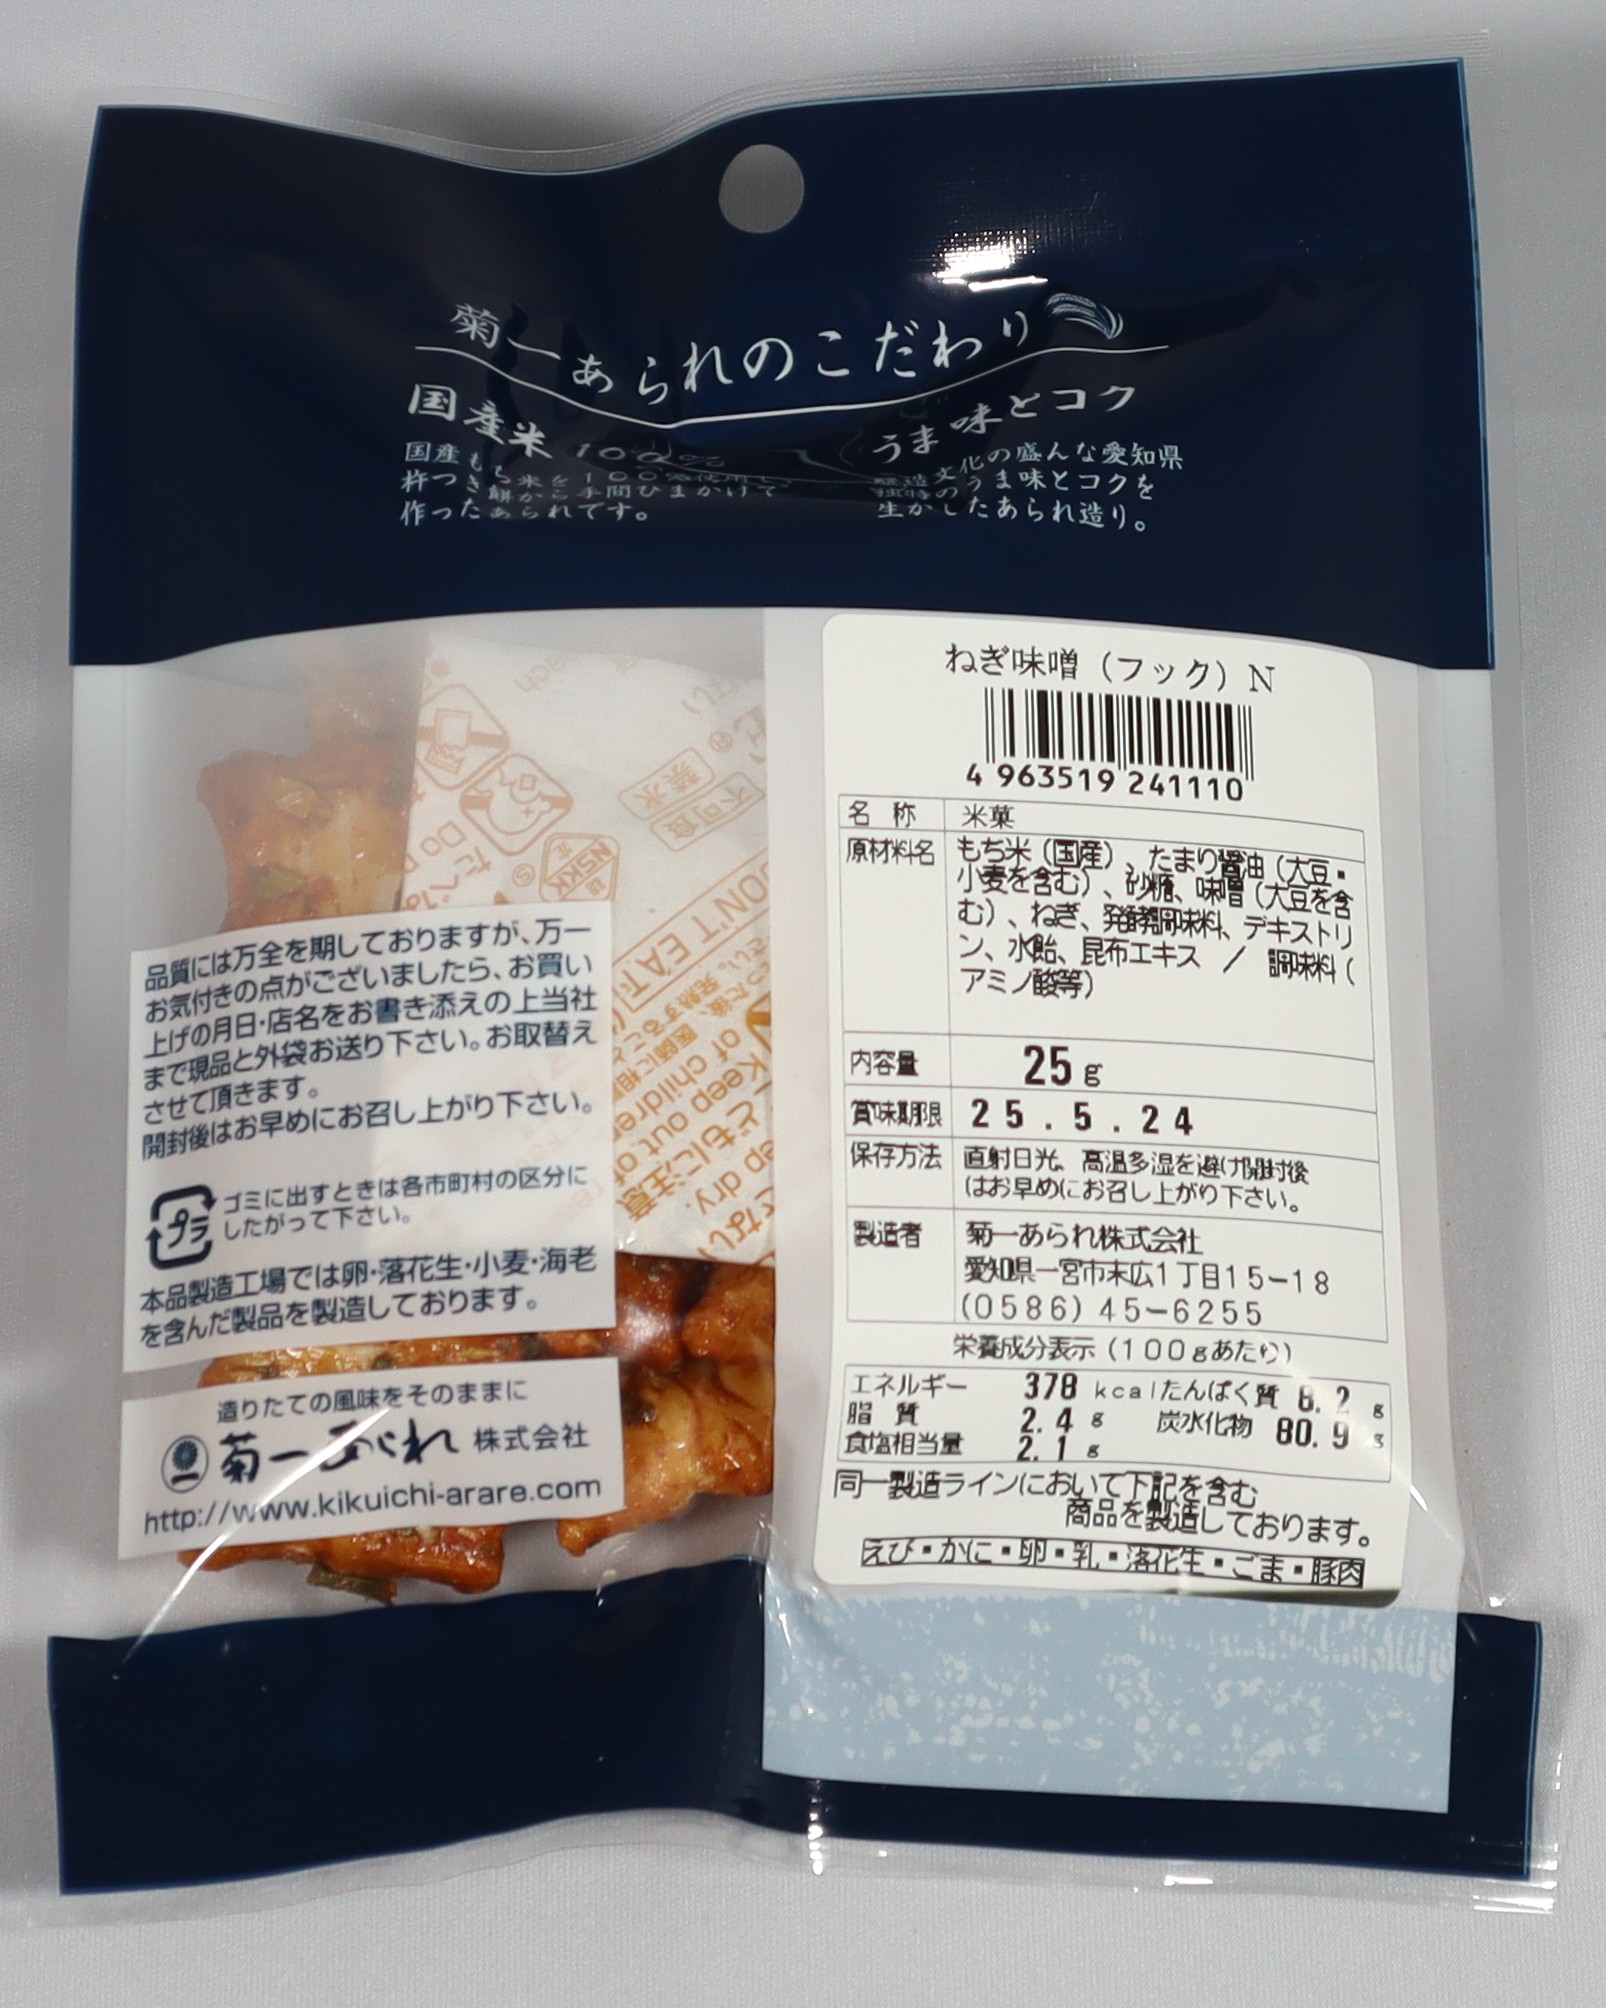 菊一あられのこだわり
国産米100%
国産もち米を100%使用し、
杵つき餅から手間ひまかけて
作ったあられです。
うま味とコク
醸造文化の盛んな愛知県
独特のうま味とコクを
生かしたあられ造り。
ねぎ味噌（フック）N
4 963519 241110
名 称 米菓
原材料名 もち米（国産）、たまり醤油（大豆・
小麦を含む）、砂糖、味噌（大豆を含
む）、ねぎ、発酵調味料、デキストリ
ン、水飴、昆布エキス ／ 調味料（
アミノ酸等）
内容量 25g
賞味期限 25.5.24
保存方法 直射日光、高温多湿を避け開封後
はお早めにお召し上がり下さい。
製造者 菊一あられ株式会社
愛知県一宮市末広1丁目15−18
(0586)45−6255
栄養成分表示（100gあたり）
エネルギー 378 kcal たんぱく質 8.2 g
脂 質 2.4 g 炭水化物 80.9 g
食塩相当量 2.1 g
同一製造ラインにおいて下記を含む
商品を製造しております。
えび・かに・卵・乳・落花生・ごま・豚肉
品質には万全を期しておりますが、万一
お気付きの点がございましたら、お買い
上げの月日・店名をお書き添えの上当社
まで現品と外袋お送り下さい。お取替え
させて頂きます。
開封後はお早めにお召し上がり下さい。
プラ
ゴミに出すときは各市町村の区分に
したがって下さい。
本品製造工場では卵・落花生・小麦・海老
を含んだ製品を製造しております。
造りたての風味をそのままに
菊一あられ 株式会社
http://www.kikuichi-arare.com
不可食
禁水
NSKK
DON'T EAT
Keep out of
of children